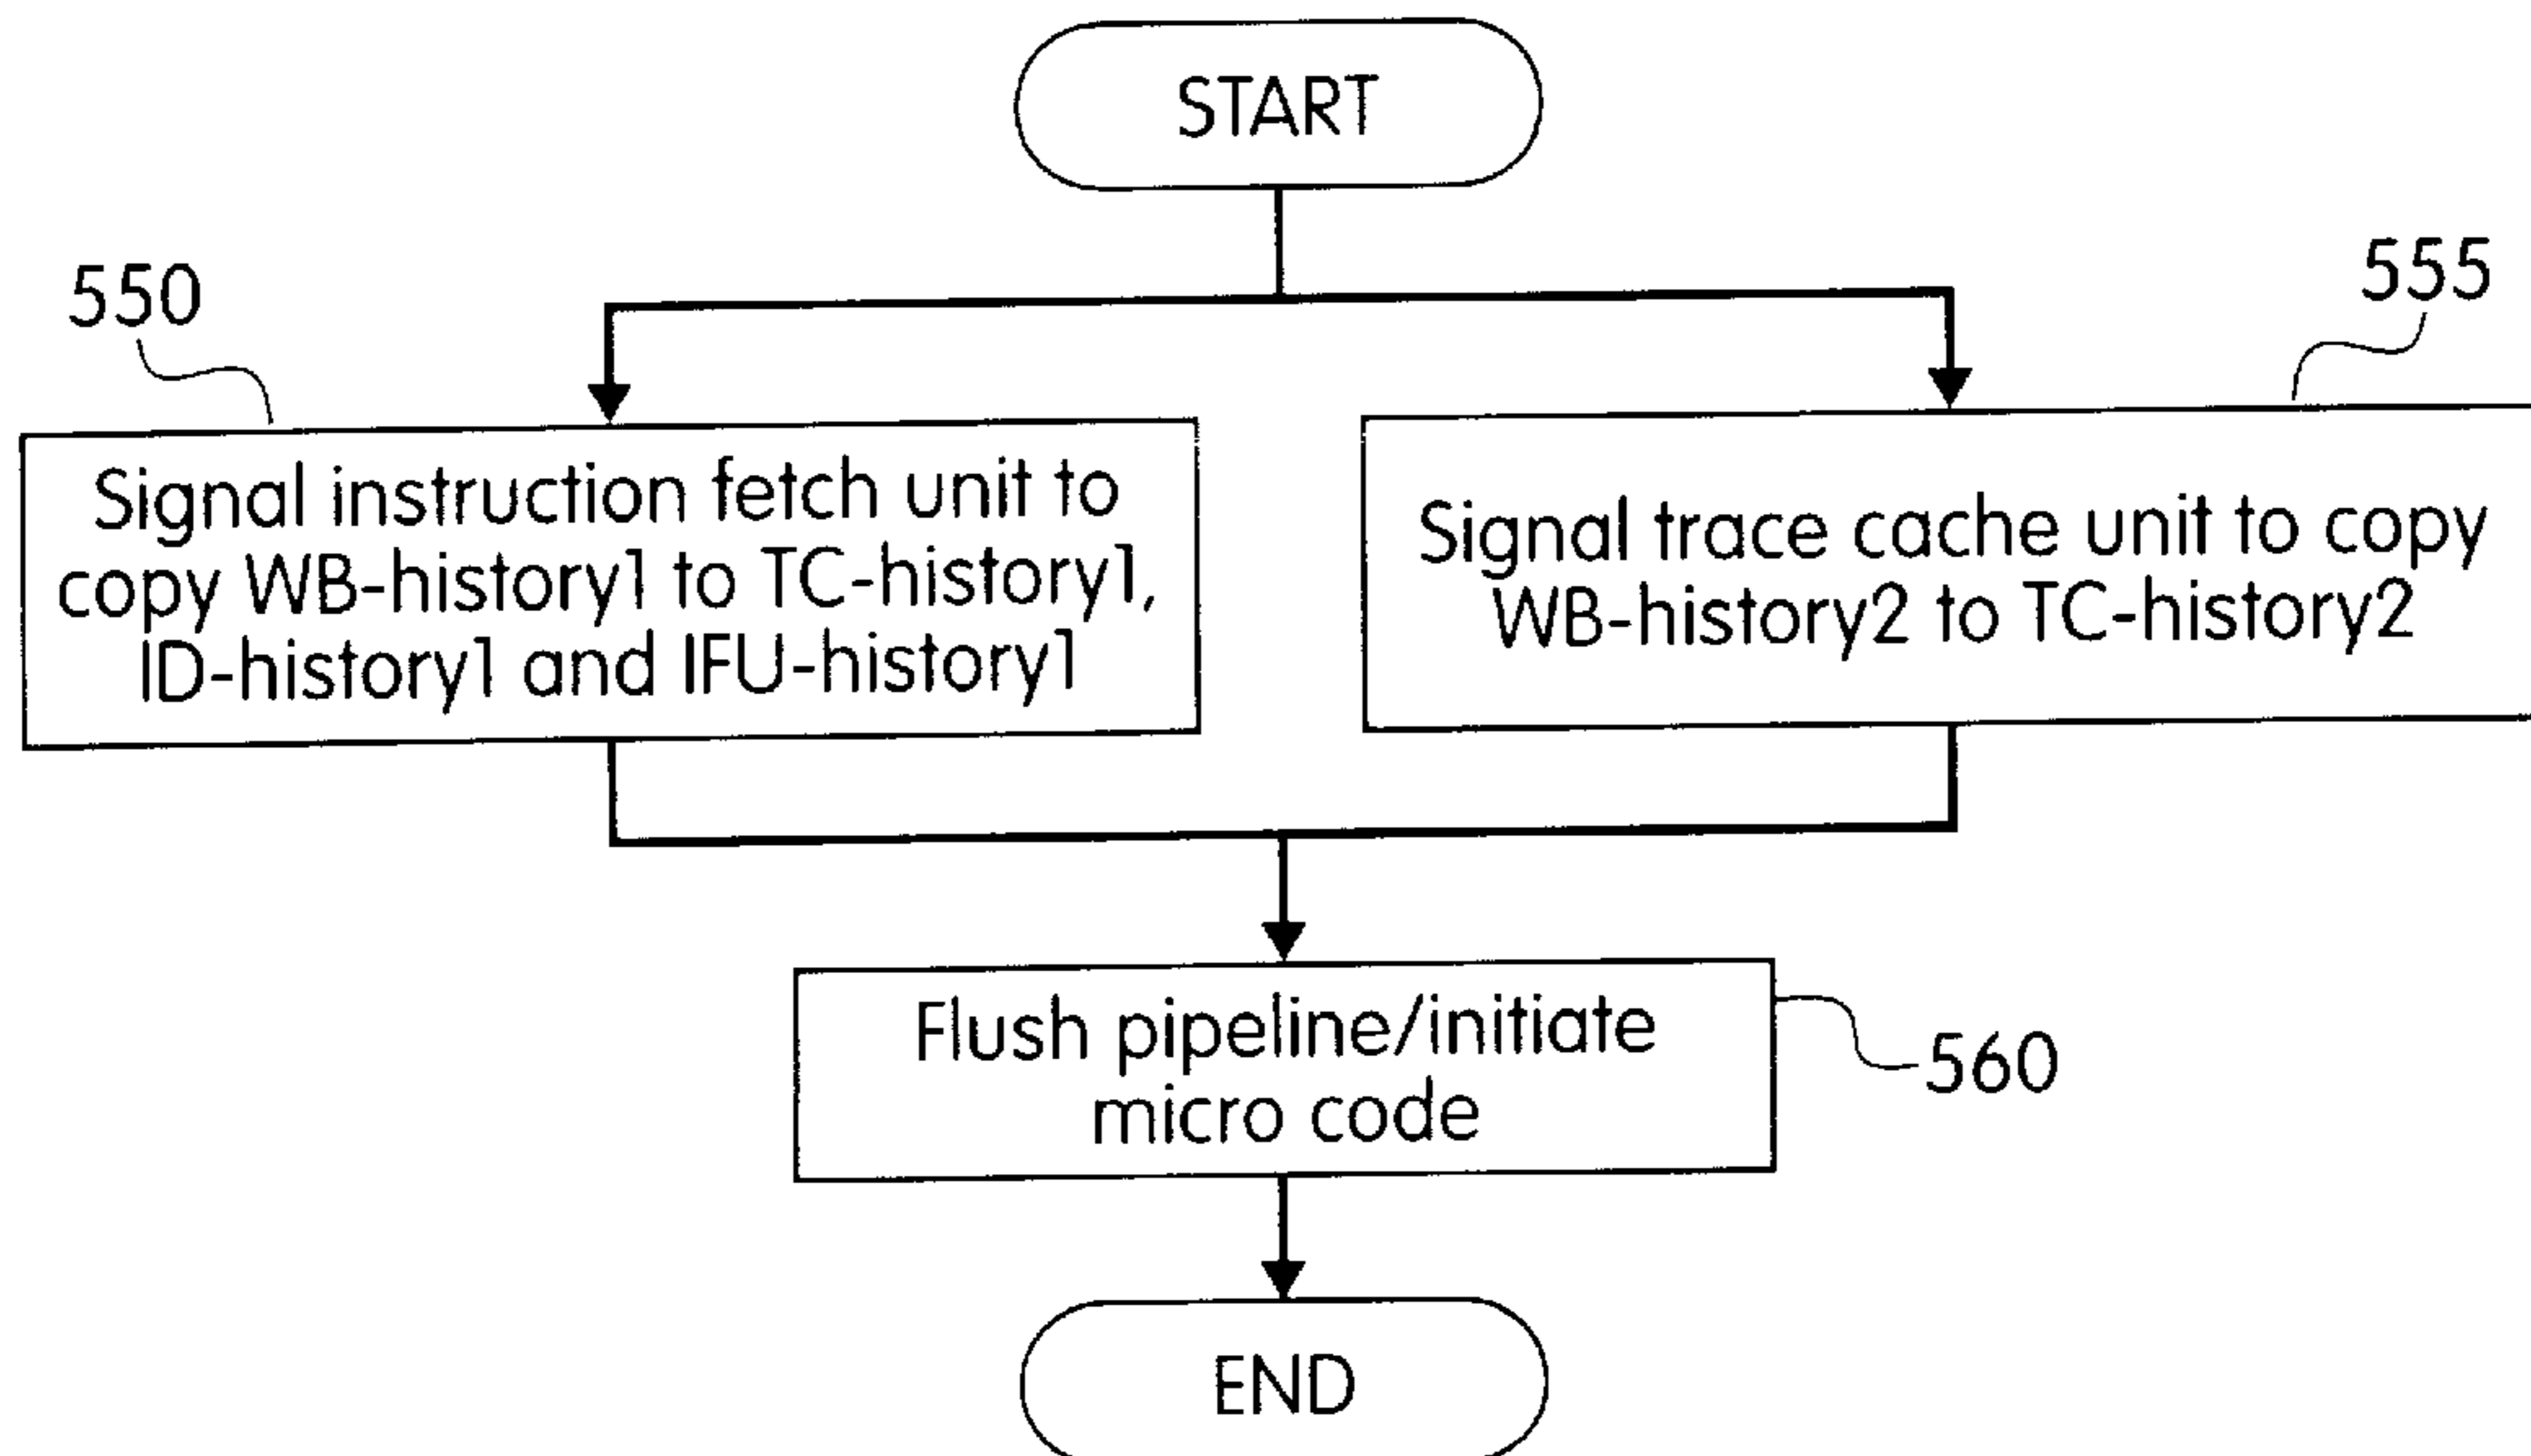 START
550
555
Signal instruction fetch unit to
copy WB-history1 to TC-history1,
ID-history1 and IFU-history1
Signal trace cache unit to copy
WB-history2 to TC-history2
Flush pipeline/initiate
micro code
560
END